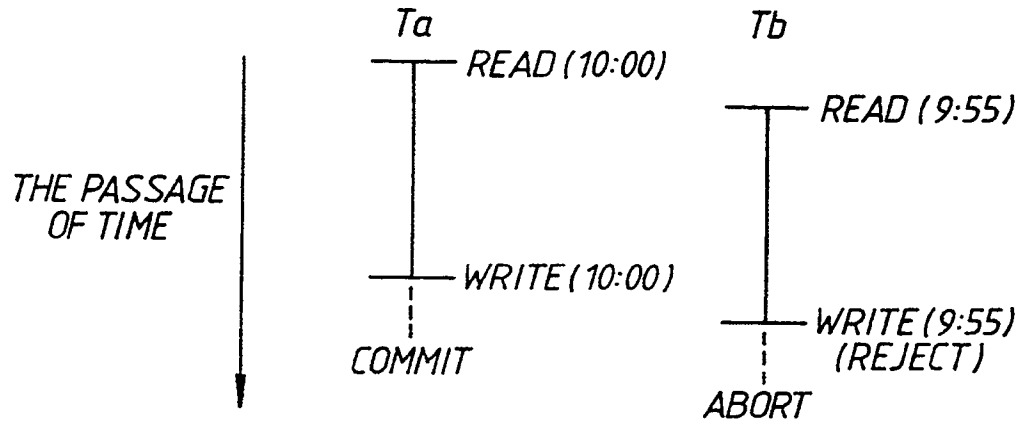 Ta
Tb
READ (10:00)
READ (9:55)
THE PASSAGE
OF TIME
WRITE (10:00)
WRITE (9:55)
(REJECT)
COMMIT
ABORT